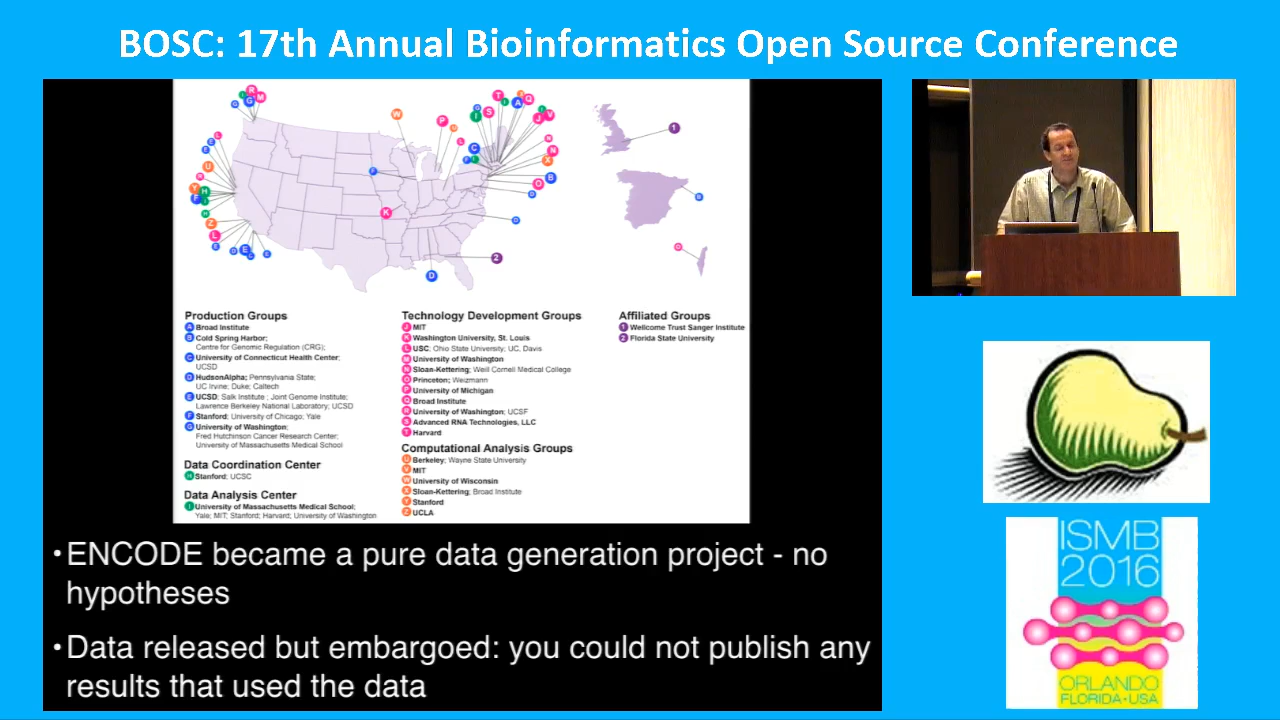 BOSC: 17th Annual Bioinformatics Open Source Conference
Production Groups
A Broad Institute
B Cold Spring Harbor;
Centre for Genomic Regulation (CRG);
C University of Connecticut Health Center;
UCSD
D HudsonAlpha; Pennsylvania State;
UC Irvine; Duke; Caltech
E UCSD; Salk Institute ; Joint Genome Institute;
Lawrence Berkeley National Laboratory; UCSD
F Stanford; University of Chicago; Yale
G University of Washington;
Fred Hutchinson Cancer Research Center;
University of Massachusetts Medical School
Data Coordination Center
H Stanford; UCSC
Data Analysis Center
I University of Massachusetts Medical School;
Yale; MIT; Stanford; Harvard; University of Washington
Technology Development Groups
J MIT
K Washington University, St. Louis
L USC; Ohio State University; UC, Davis
M University of Washington
N Sloan-Kettering; Weill Cornell Medical College
O Princeton; Weizmann
P University of Michigan
Q Broad Institute
R University of Washington; UCSF
S Advanced RNA Technologies, LLC
T Harvard
Computational Analysis Groups
U Berkeley; Wayne State University
V MIT
W University of Wisconsin
X Sloan-Kettering; Broad Institute
Y Stanford
Z UCLA
Affiliated Groups
1 Wellcome Trust Sanger Institute
2 Florida State University
• ENCODE became a pure data generation project - no
hypotheses
• Data released but embargoed: you could not publish any
results that used the data
ISMB
2016
ORLANDO
FLORIDA•USA